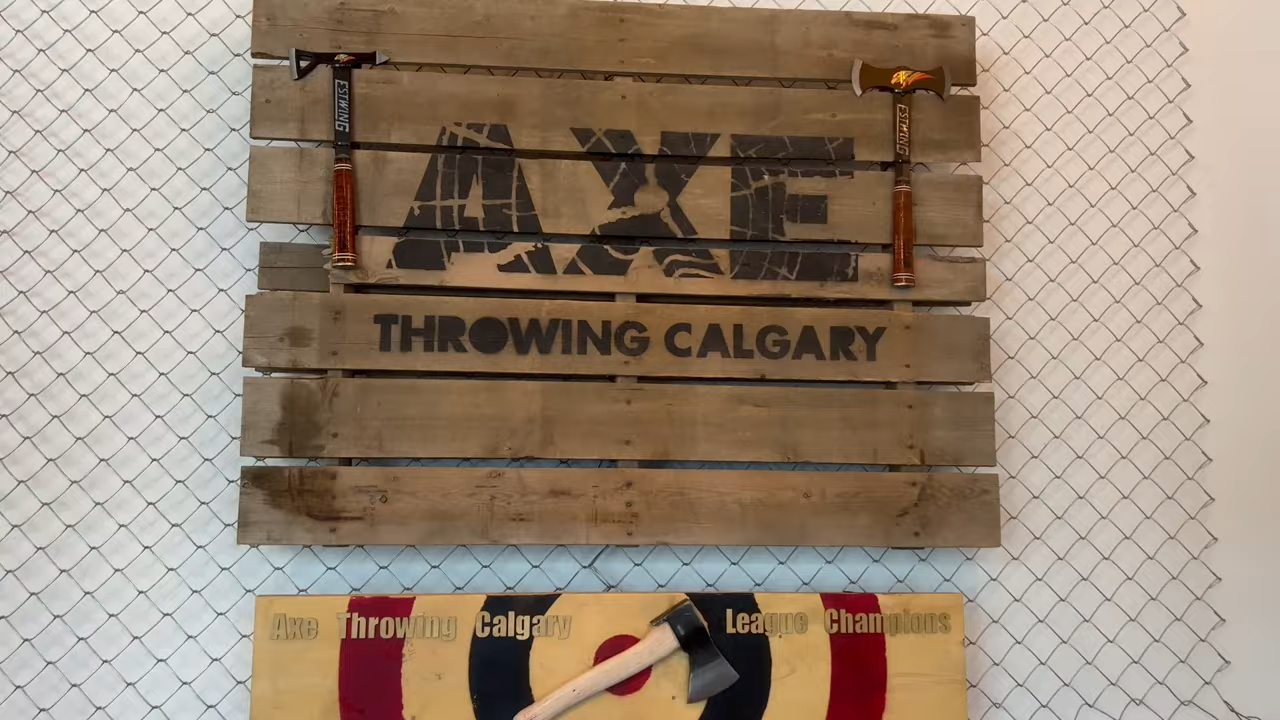 ESTWING
ESTWING
AXE
THROWING CALGARY
Axe Throwing Calgary League Champions